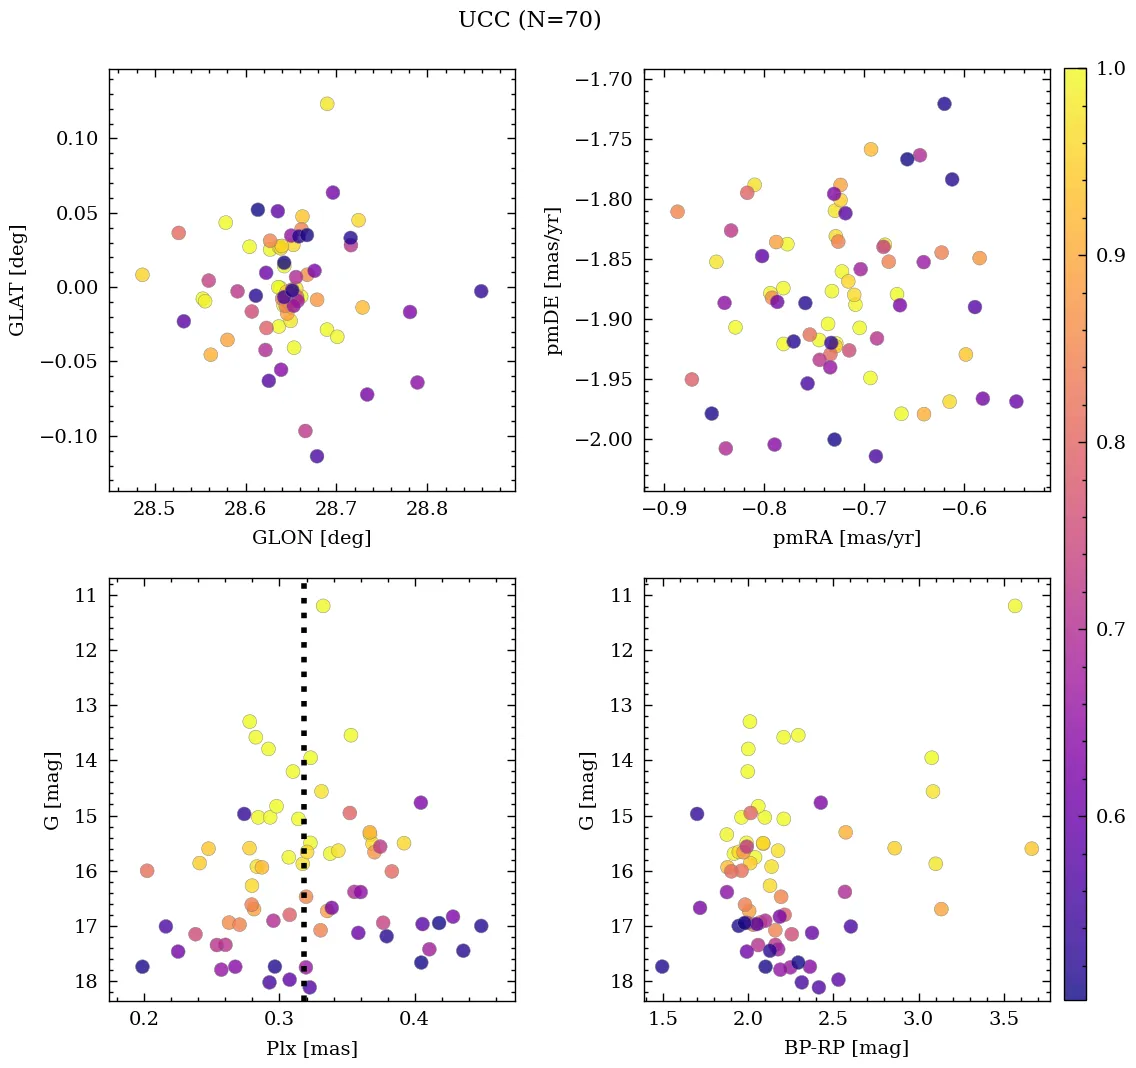 UCC (N=70)
0.10
0.05
0.00
−0.05
−0.10
GLAT [deg]
28.5 28.6 28.7 28.8
GLON [deg]
−1.70
−1.75
−1.80
−1.85
−1.90
−1.95
−2.00
pmDE [mas/yr]
−0.9 −0.8 −0.7 −0.6
pmRA [mas/yr]
11
12
13
14
15
16
17
18
G [mag]
0.2 0.3 0.4
Plx [mas]
11
12
13
14
15
16
17
18
G [mag]
1.5 2.0 2.5 3.0 3.5
BP-RP [mag]
1.0
0.9
0.8
0.7
0.6